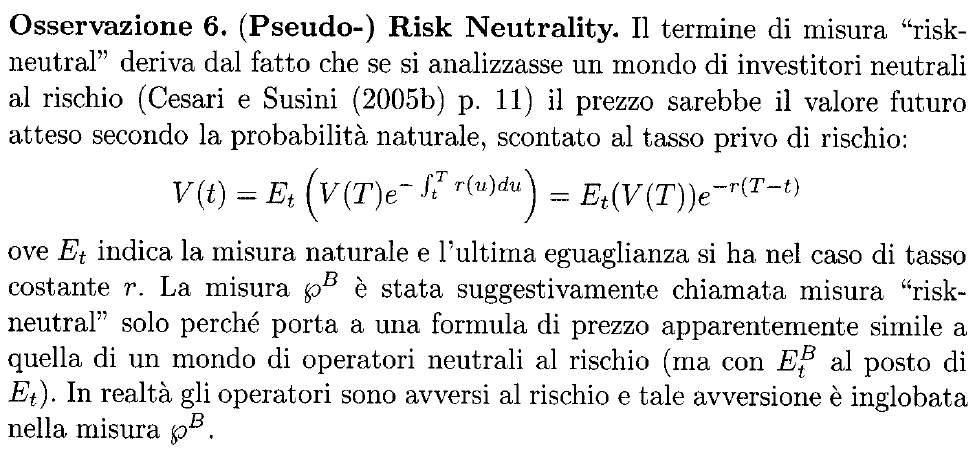 Osservazione 6. (Pseudo-) Risk Neutrality. Il termine di misura “risk-
neutral” deriva dal fatto che se si analizzasse un mondo di investitori neutrali
al rischio (Cesari e Susini (2005b) p. 11) il prezzo sarebbe il valore futuro
atteso secondo la probabilità naturale, scontato al tasso privo di rischio:
V(t) = E_t (V(T)e^{- ∫_t^T r(u)du}) = E_t(V(T))e^{-r(T-t)}
ove E_t indica la misura naturale e l’ultima eguaglianza si ha nel caso di tasso
costante r. La misura ℘^B è stata suggestivamente chiamata misura “risk-
neutral” solo perché porta a una formula di prezzo apparentemente simile a
quella di un mondo di operatori neutrali al rischio (ma con E_t^B al posto di
E_t). In realtà gli operatori sono avversi al rischio e tale avversione è inglobata
nella misura ℘^B.